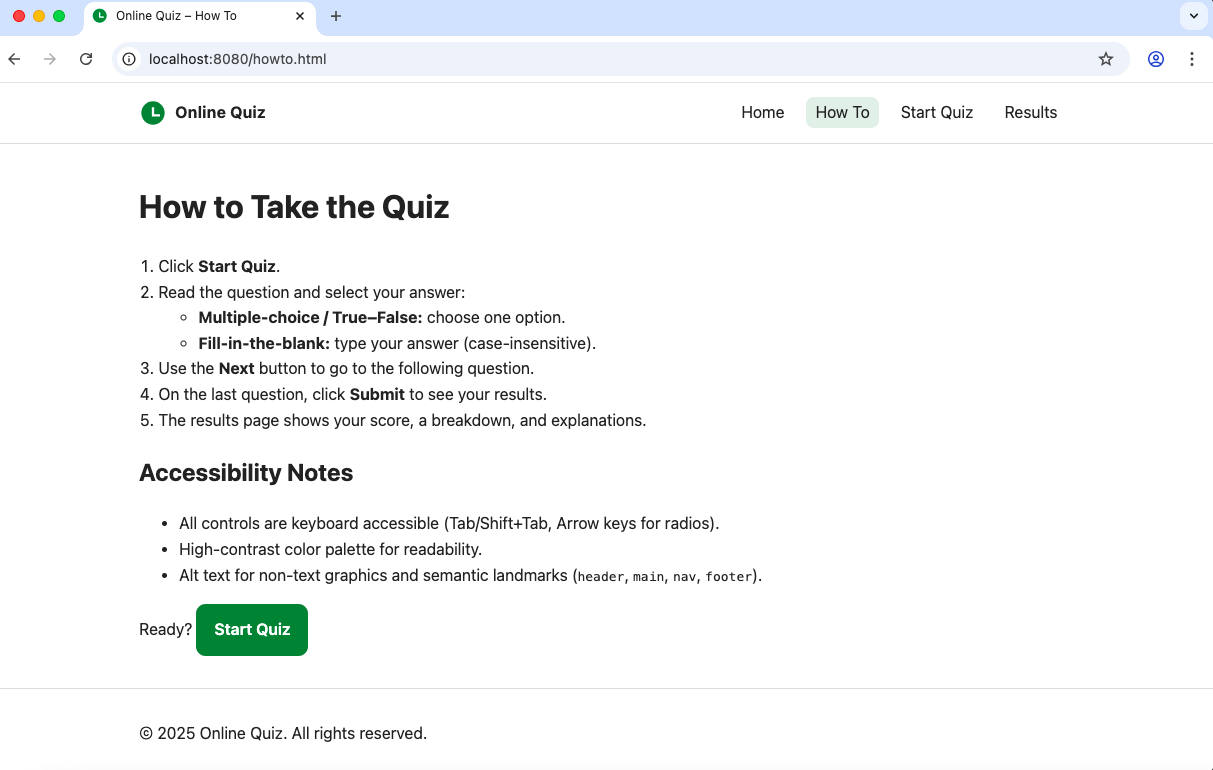 Online Quiz – How To
localhost:8080/howto.html
Online Quiz
Home How To Start Quiz Results
How to Take the Quiz
1. Click Start Quiz.
2. Read the question and select your answer:
Multiple-choice / True–False: choose one option.
Fill-in-the-blank: type your answer (case-insensitive).
3. Use the Next button to go to the following question.
4. On the last question, click Submit to see your results.
5. The results page shows your score, a breakdown, and explanations.
Accessibility Notes
All controls are keyboard accessible (Tab/Shift+Tab, Arrow keys for radios).
High-contrast color palette for readability.
Alt text for non-text graphics and semantic landmarks (header, main, nav, footer).
Ready? Start Quiz
© 2025 Online Quiz. All rights reserved.